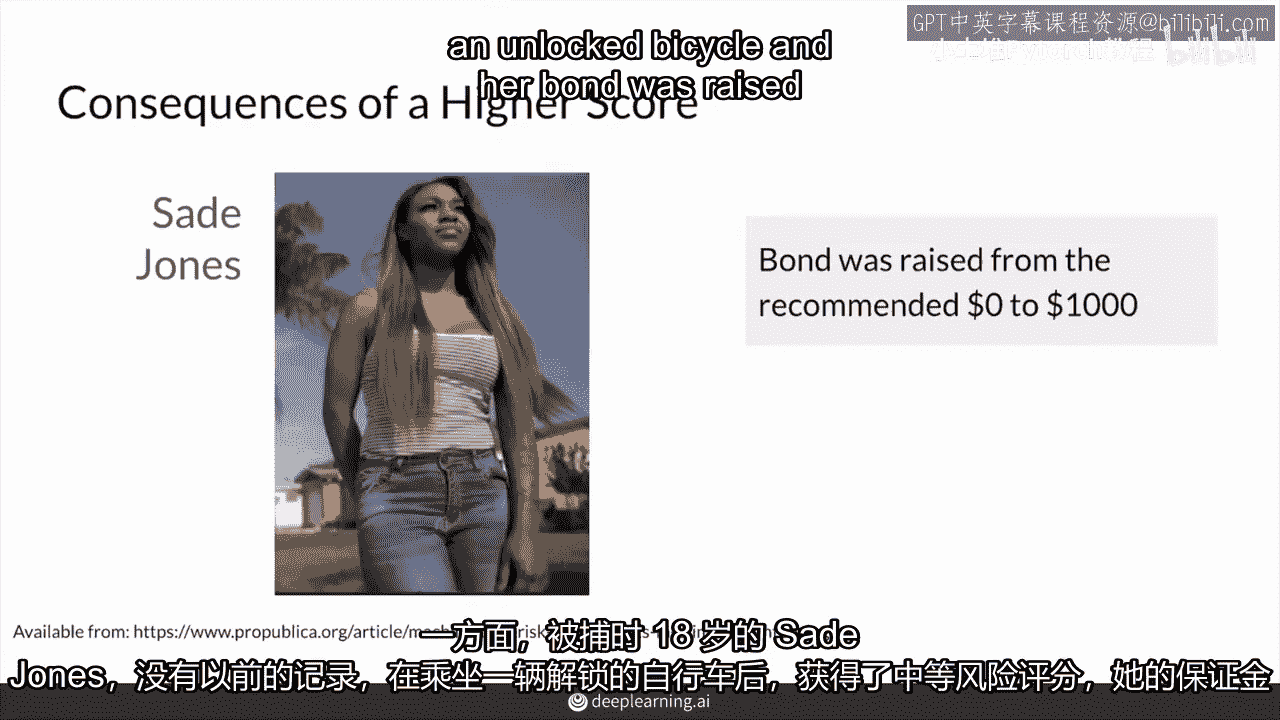 GPT中英字幕课程资源@bilibili.com
an unlocked bicycle and
her bond was raised
Consequences of a Higher Score
Sade
Jones
Bond was raised from the
recommended $0 to $1000
Available from: https://www.propublica.org/article/
一方面，被捕时 18 岁的 Sade
Jones，没有以前的记录，在乘坐一辆解锁的自行车后，获得了中等风险评分，她的保证金
deeplearning.ai